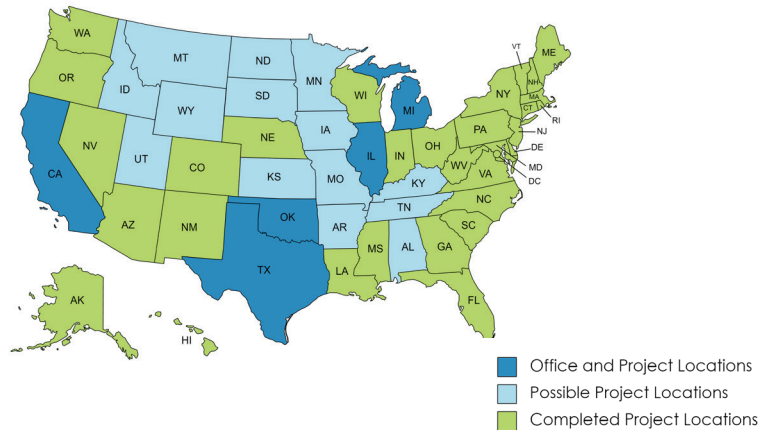 WA
MT
ND
MN
VT
ME
OR
ID
SD
WI
MI
NY
NH
MA
CT
RI
WY
IA
PA
NJ
NV
UT
CO
NE
IL
IN
OH
DE
MD
DC
CA
KS
MO
KY
WV
VA
AZ
NM
OK
AR
TN
NC
SC
TX
LA
MS
AL
GA
FL
AK
HI
Office and Project Locations
Possible Project Locations
Completed Project Locations